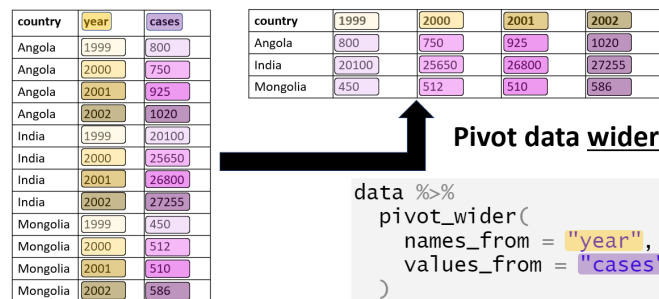 country year cases
Angola 1999 800
Angola 2000 750
Angola 2001 925
Angola 2002 1020
India 1999 20100
India 2000 25650
India 2001 26800
India 2002 27255
Mongolia 1999 450
Mongolia 2000 512
Mongolia 2001 510
Mongolia 2002 586
country 1999 2000 2001 2002
Angola 800 750 925 1020
India 20100 25650 26800 27255
Mongolia 450 512 510 586
Pivot data wider
data %>%
pivot_wider(
names_from = "year",
values_from = "cases"
)